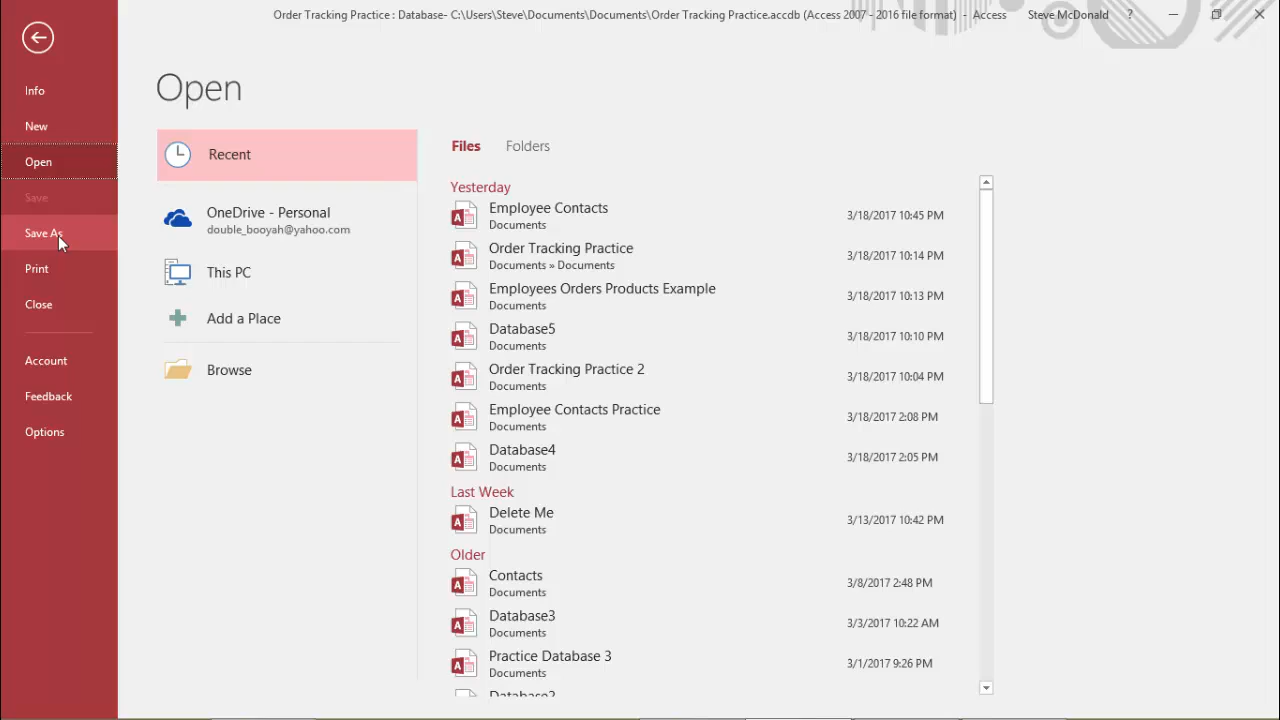 Order Tracking Practice : Database- C:\Users\Steve\Documents\Documents\Order Tracking Practice.accdb (Access 2007 - 2016 file format) - Access
Steve McDonald
?
Info
New
Open
Save
Save As
Print
Close
Account
Feedback
Options
Open
Recent
OneDrive - Personal
double_booyah@yahoo.com
This PC
Add a Place
Browse
Files Folders
Yesterday
Employee Contacts 3/18/2017 10:45 PM
Documents
Order Tracking Practice 3/18/2017 10:14 PM
Documents » Documents
Employees Orders Products Example 3/18/2017 10:13 PM
Documents
Database5 3/18/2017 10:10 PM
Documents
Order Tracking Practice 2 3/18/2017 10:04 PM
Documents
Employee Contacts Practice 3/18/2017 2:08 PM
Documents
Database4 3/18/2017 2:05 PM
Documents
Last Week
Delete Me 3/13/2017 10:42 PM
Documents
Older
Contacts 3/8/2017 2:48 PM
Documents
Database3 3/3/2017 10:22 AM
Documents
Practice Database 3 3/1/2017 9:26 PM
Documents
Database2